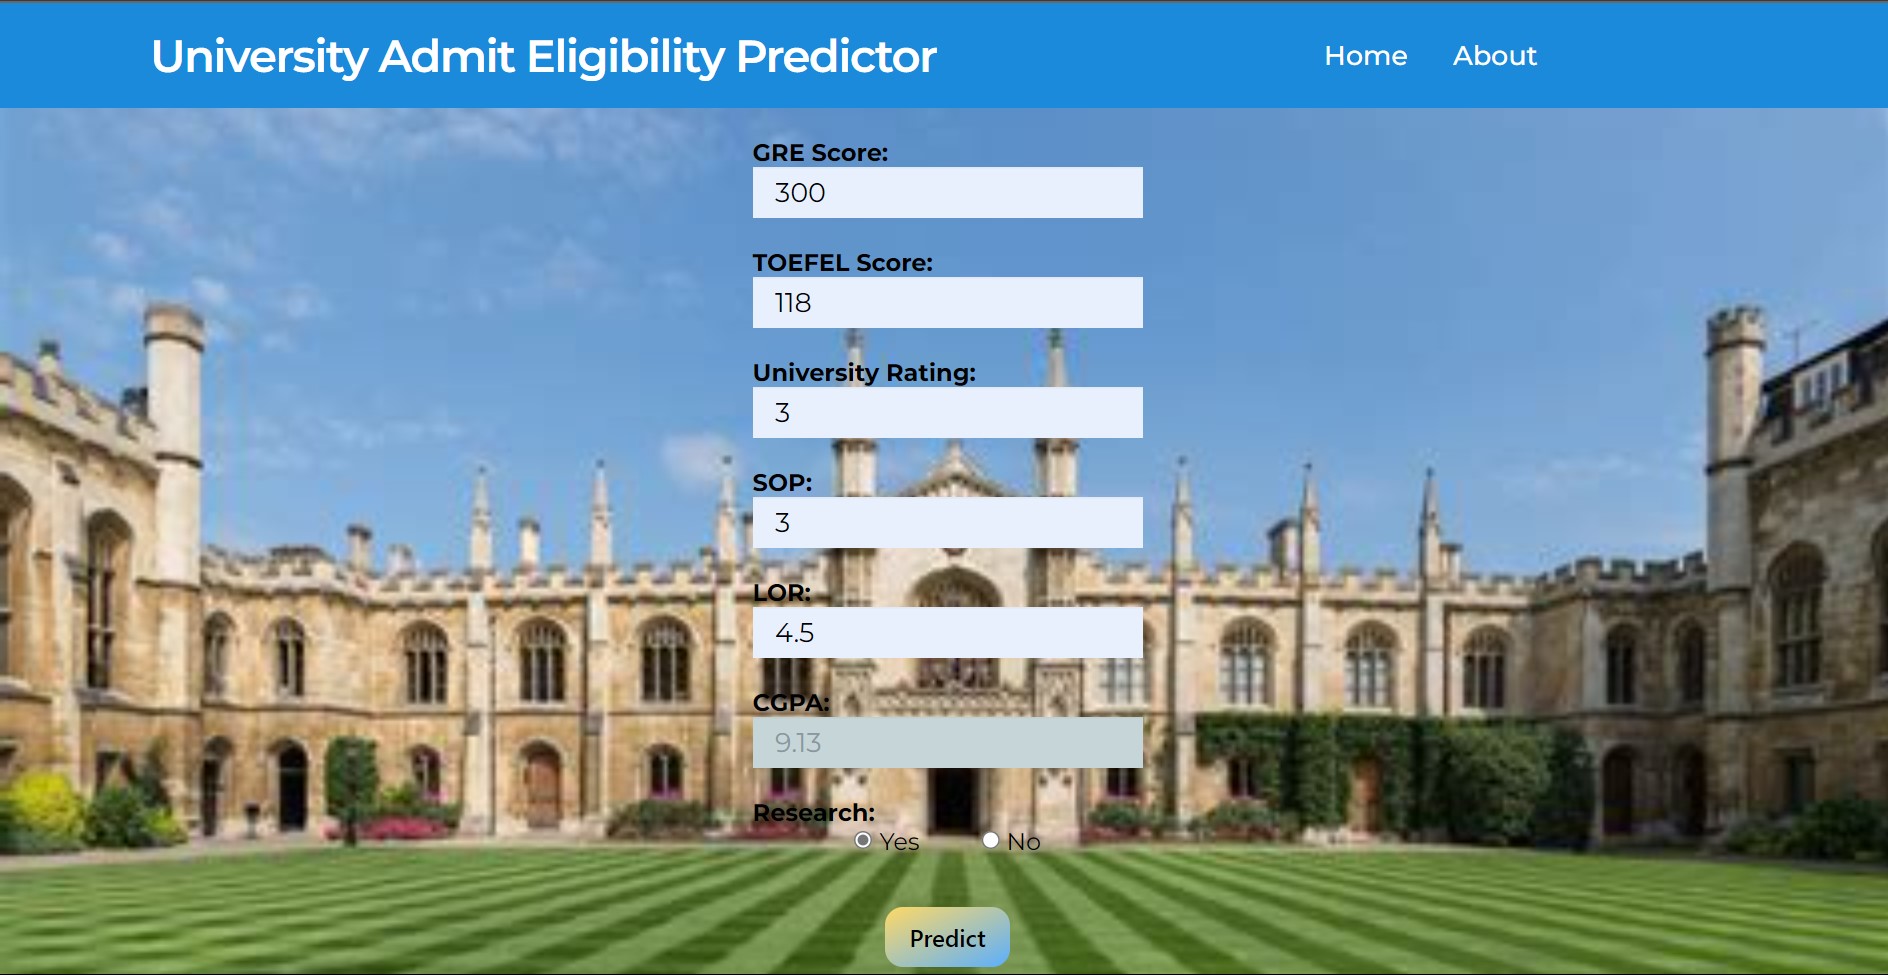 University Admit Eligibility Predictor
Home About
GRE Score:
300
TOEFEL Score:
118
University Rating:
3
SOP:
3
LOR:
4.5
CGPA:
9.13
Research:
Yes No
Predict